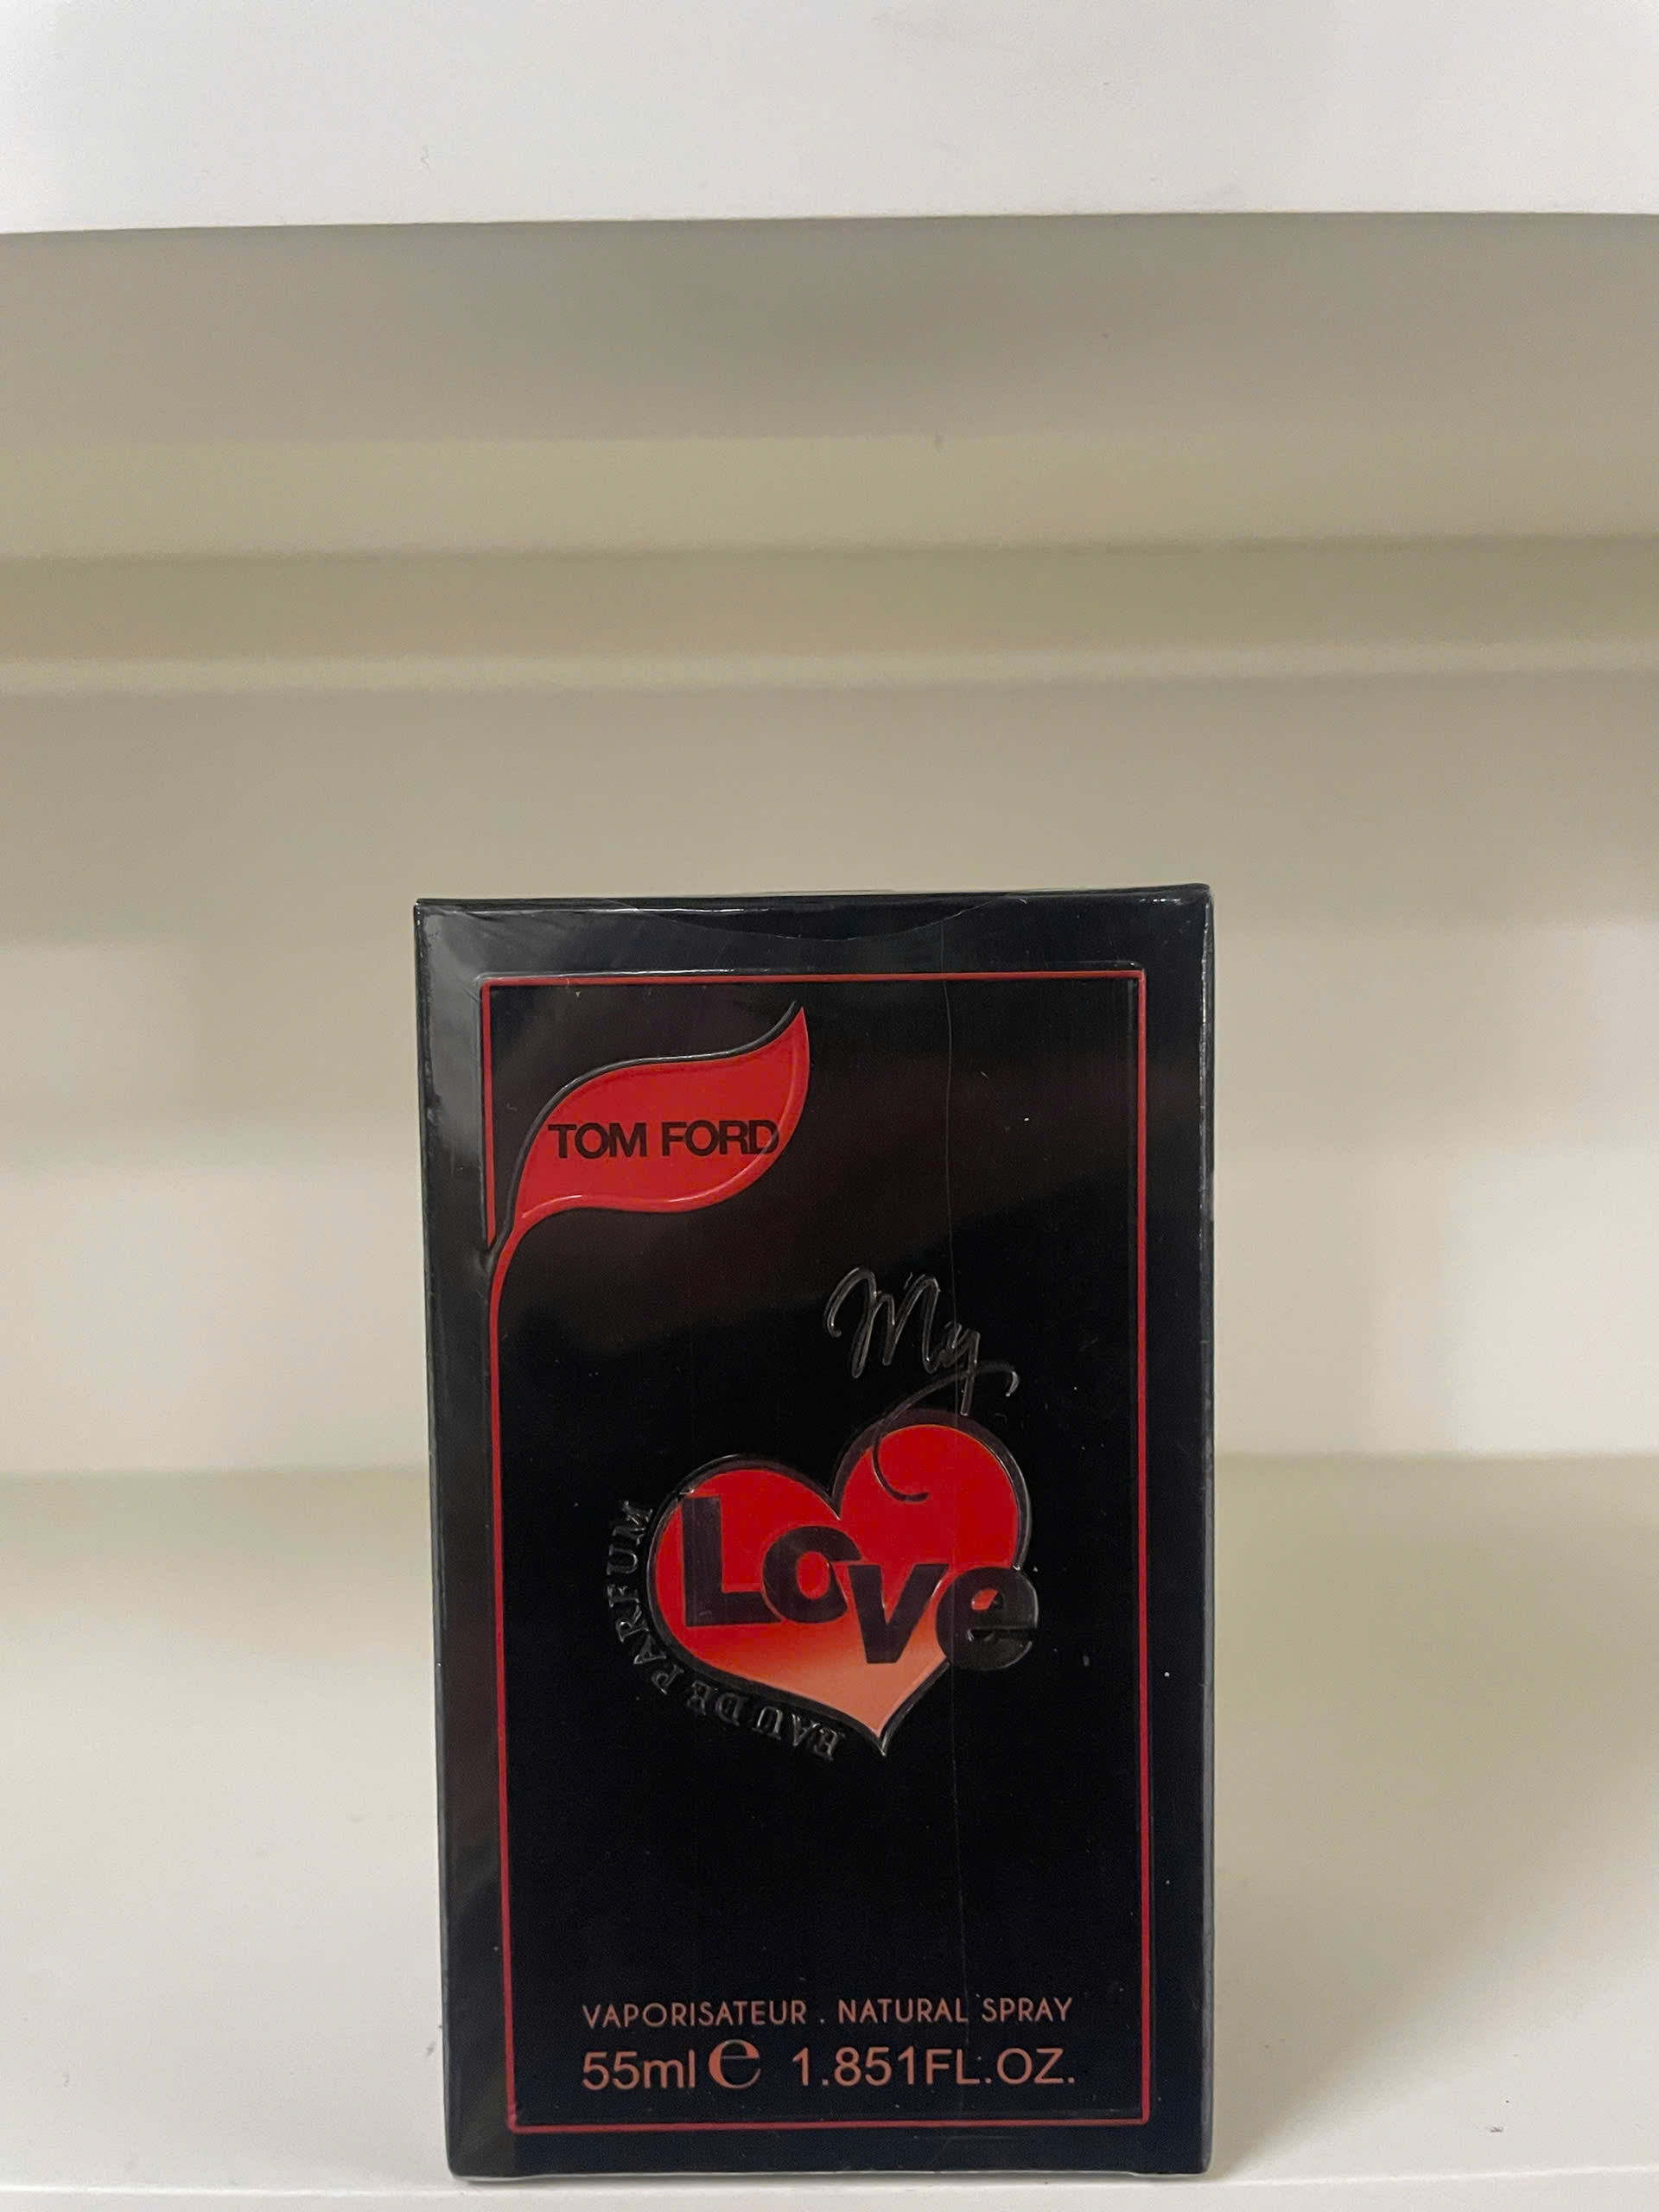 TOM FORD
My
Love
EAU DE PARFUM
VAPORISATEUR . NATURAL SPRAY
55ml e 1.851FL.OZ.